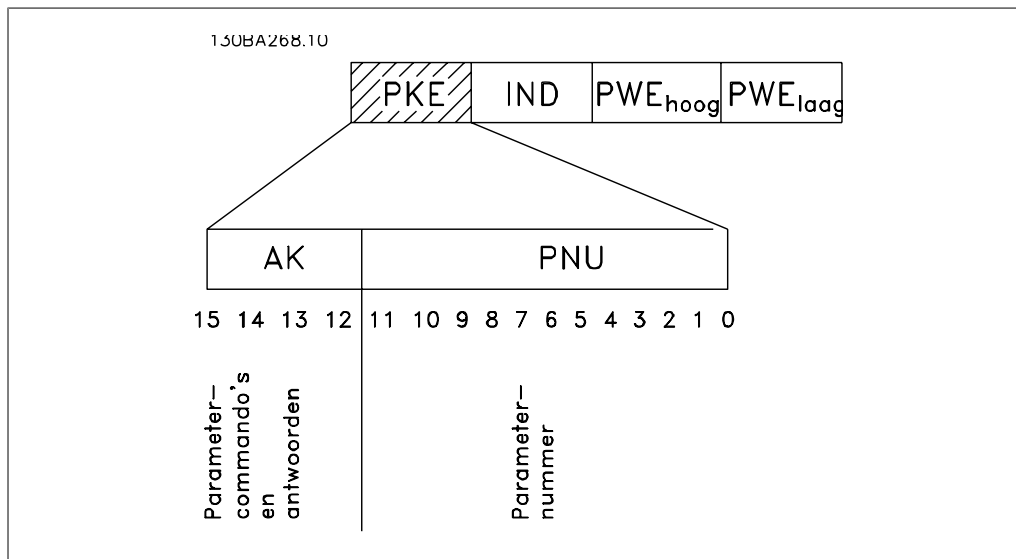 130BA268.10
PKE IND PWEhoog PWElaag
AK PNU
15 14 13 12 11 10 9 8 7 6 5 4 3 2 1 0
Parameter–
commando's
en
antwoorden
Parameter–
nummer